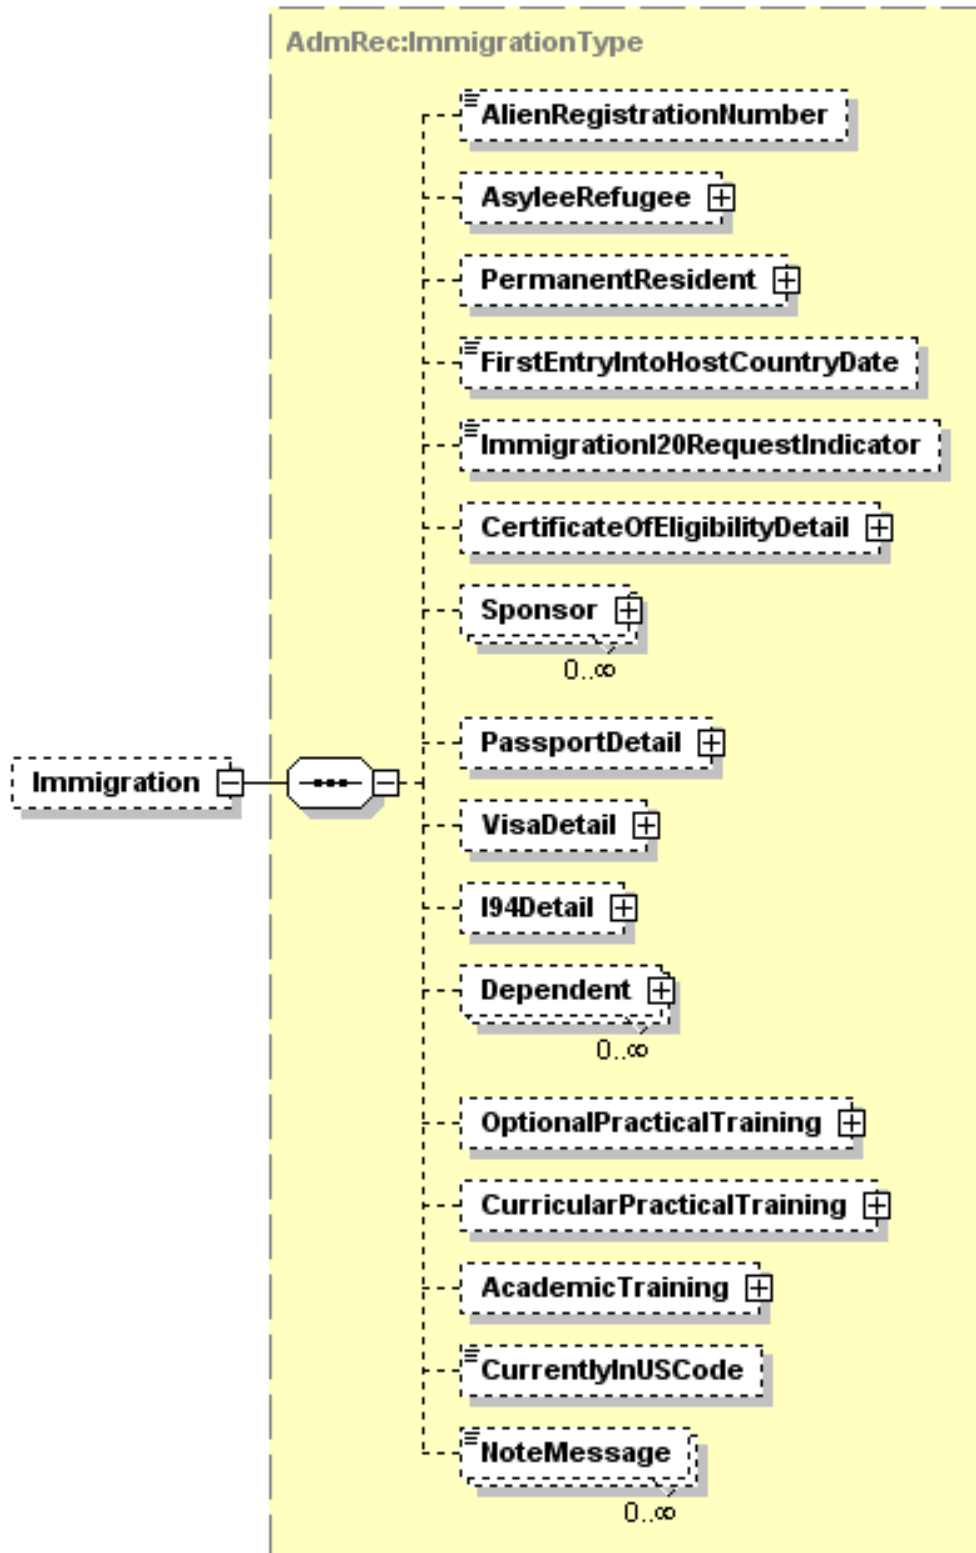 AdmRec:ImmigrationType
AlienRegistrationNumber
AsyleeRefugee
PermanentResident
FirstEntryIntoHostCountryDate
ImmigrationI20RequestIndicator
CertificateOfEligibilityDetail
Sponsor
0..∞
PassportDetail
Immigration
VisaDetail
I94Detail
Dependent
0..∞
OptionalPracticalTraining
CurricularPracticalTraining
AcademicTraining
CurrentlyInUSCode
NoteMessage
0..∞